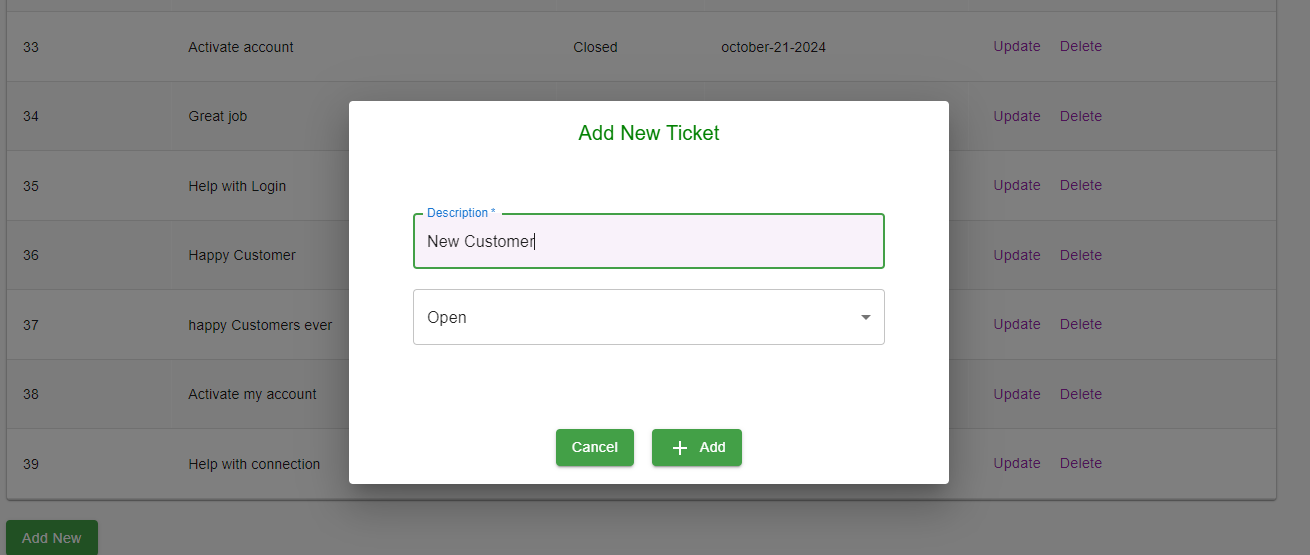 33 Activate account Closed october-21-2024 Update Delete
34 Great job Update Delete
35 Help with Login Update Delete
36 Happy Customer Update Delete
37 happy Customers ever Update Delete
38 Activate my account Update Delete
39 Help with connection Update Delete
Add New
Add New Ticket
Description *
New Customer
Open
Cancel + Add